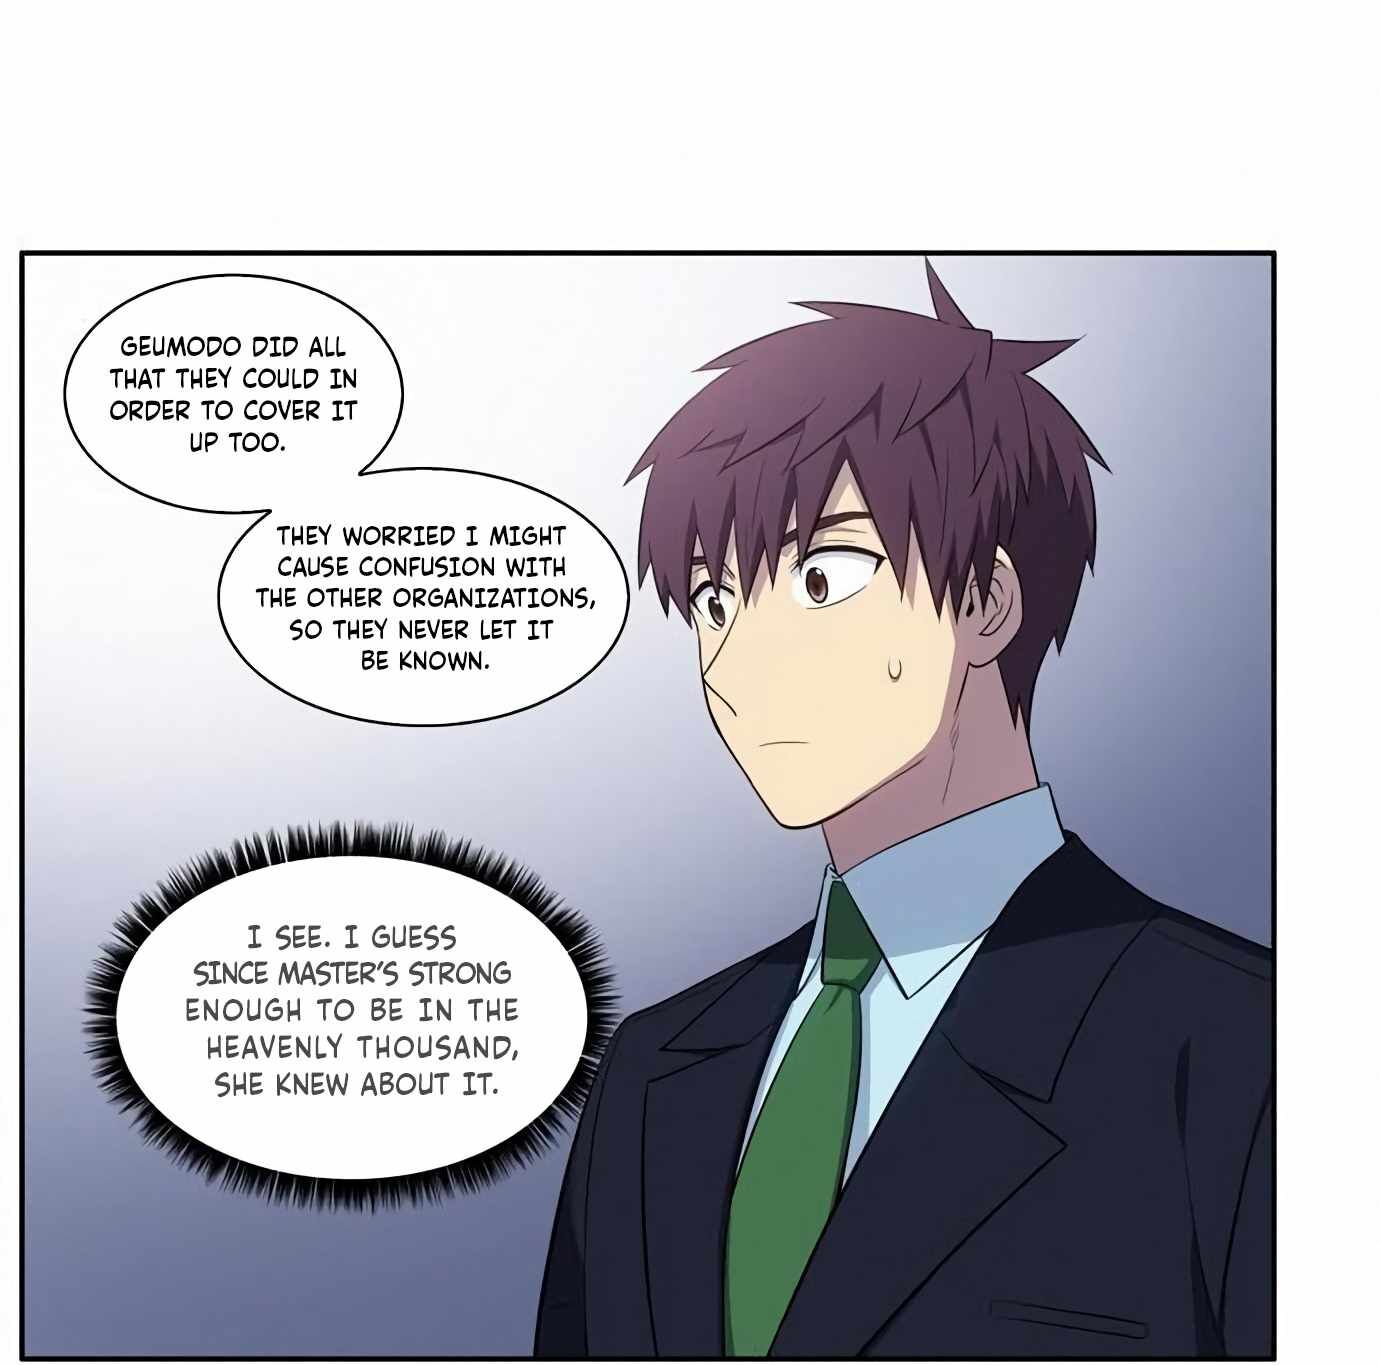 GEUMODO DID ALL
THAT THEY COULD IN
ORDER TO COVER IT
UP TOO.
THEY WORRIED I MIGHT
CAUSE CONFUSION WITH
THE OTHER ORGANIZATIONS,
SO THEY NEVER LET IT
BE KNOWN.
I SEE. I GUESS
SINCE MASTER'S STRONG
ENOUGH TO BE IN THE
HEAVENLY THOUSAND,
SHE KNEW ABOUT IT.